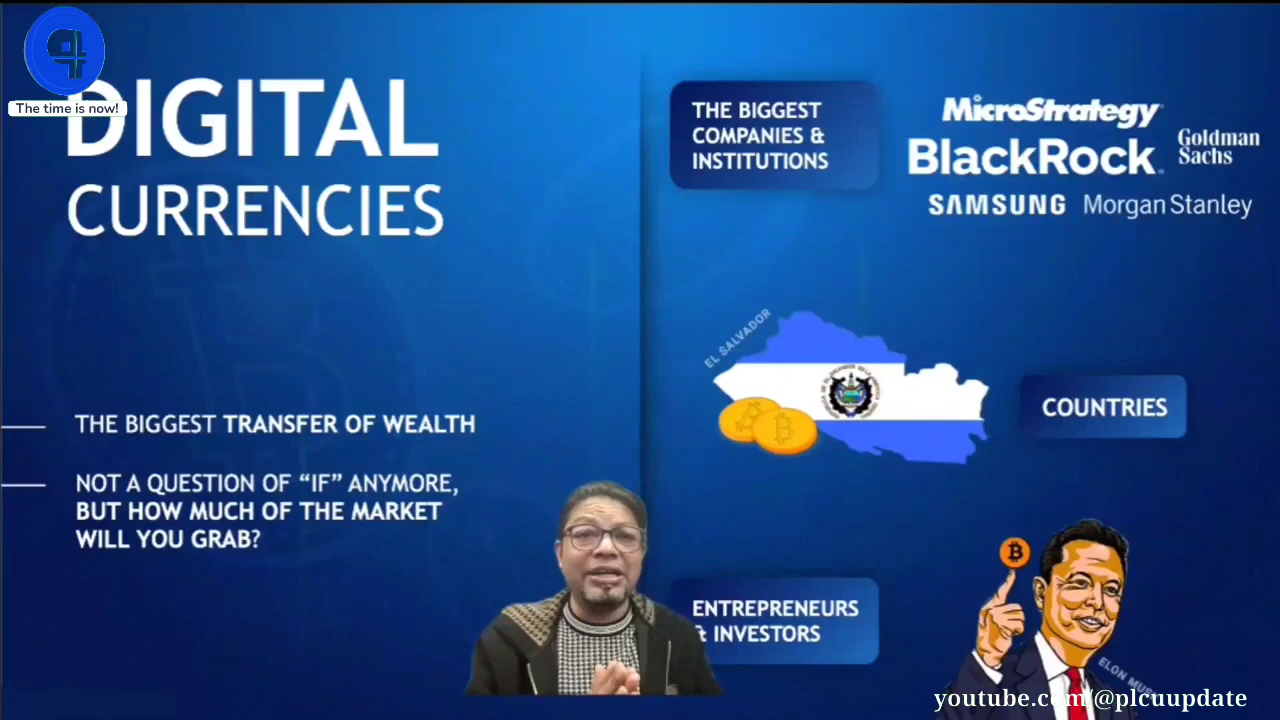 The time is now!
DIGITAL
CURRENCIES
THE BIGGEST TRANSFER OF WEALTH
NOT A QUESTION OF “IF” ANYMORE,
BUT HOW MUCH OF THE MARKET
WILL YOU GRAB?
THE BIGGEST
COMPANIES &
INSTITUTIONS
MicroStrategy
BlackRock
Goldman
Sachs
SAMSUNG
Morgan Stanley
EL SALVADOR
COUNTRIES
ENTREPRENEURS
& INVESTORS
ELON
youtube.com/@plcuupdate